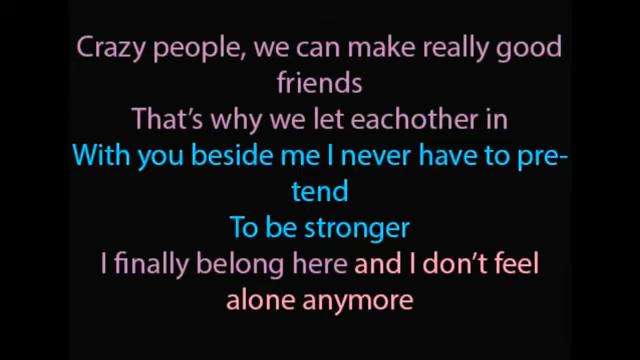 Crazy people, we can make really good
friends
That's why we let eachother in
With you beside me I never have to pre-
tend
To be stronger
I finally belong here and I don't feel
alone anymore